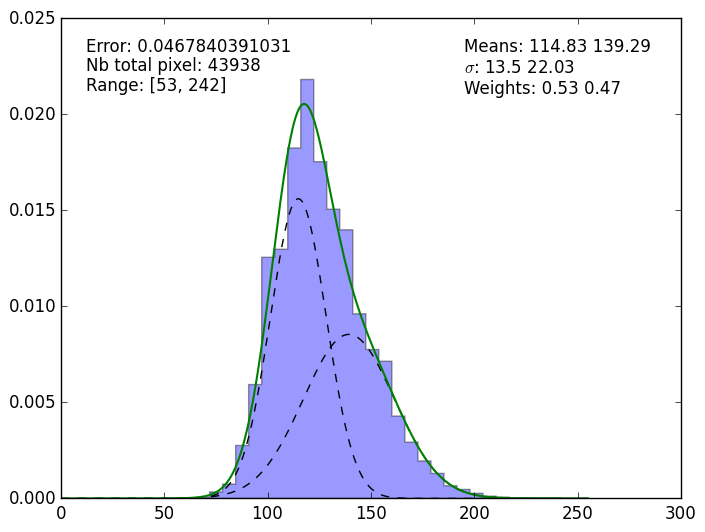 Error: 0.0467840391031
Nb total pixel: 43938
Range: [53, 242]
Means: 114.83 139.29
σ: 13.5 22.03
Weights: 0.53 0.47
0.025
0.020
0.015
0.010
0.005
0.000
0 50 100 150 200 250 300